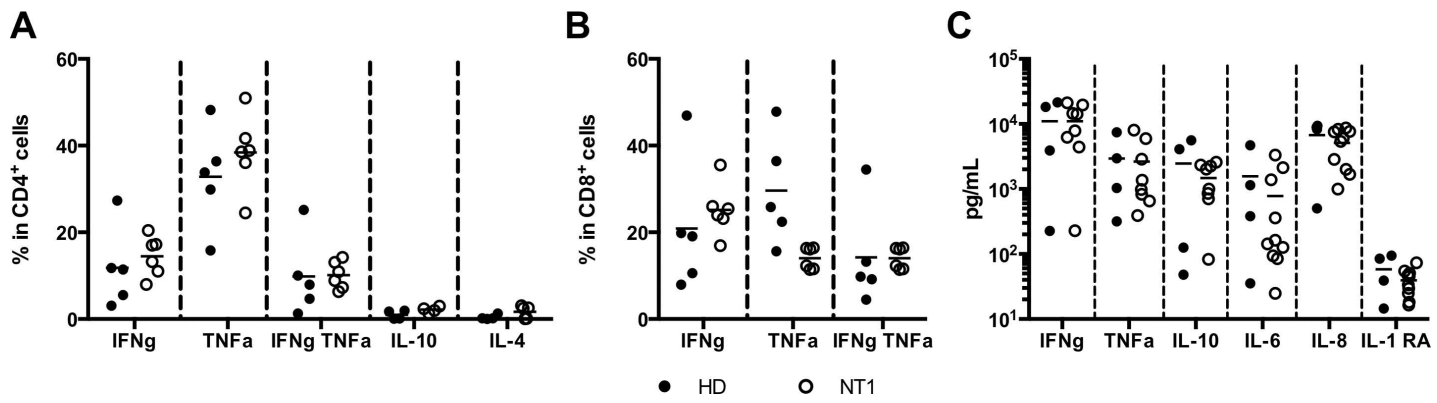 A
B
C
% in CD4⁺ cells
60
40
20
0
IFNg
TNFa
IFNg TNFa
IL-10
IL-4
% in CD8⁺ cells
60
40
20
0
IFNg
TNFa
IFNg TNFa
pg/mL
10⁵
10⁴
10³
10²
10¹
IFNg
TNFa
IL-10
IL-6
IL-8
IL-1 RA
HD
NT1